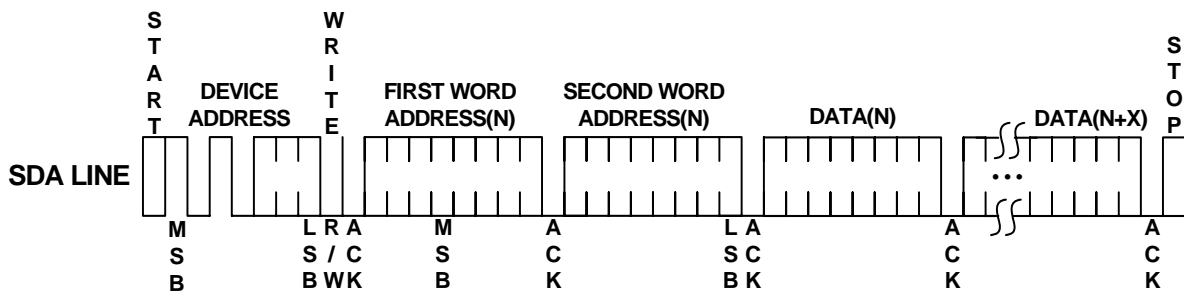 START
WRITE
STOP
DEVICE
ADDRESS
FIRST WORD
ADDRESS(N)
SECOND WORD
ADDRESS(N)
DATA(N)
DATA(N+X)
SDA LINE
...
MSB
LSB
R/W
ACK
MSB
ACK
LSB
ACK
ACK
ACK